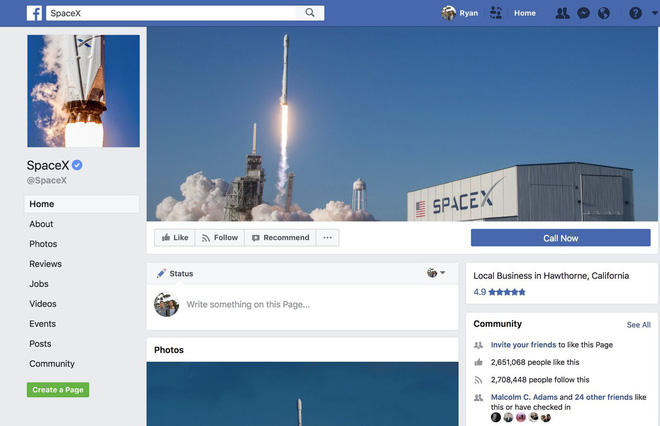 SpaceX
Ryan
Home
SpaceX
@SpaceX
Home
About
Photos
Reviews
Jobs
Videos
Events
Posts
Community
Create a Page
SPACEX
Like
Follow
Recommend
Call Now
Status
Write something on this Page...
Photos
Local Business in Hawthorne, California
4.9
Community
See All
Invite your friends to like this Page
2,651,068 people like this
2,708,448 people follow this
Malcolm C. Adams and 24 other friends like
this or have checked in